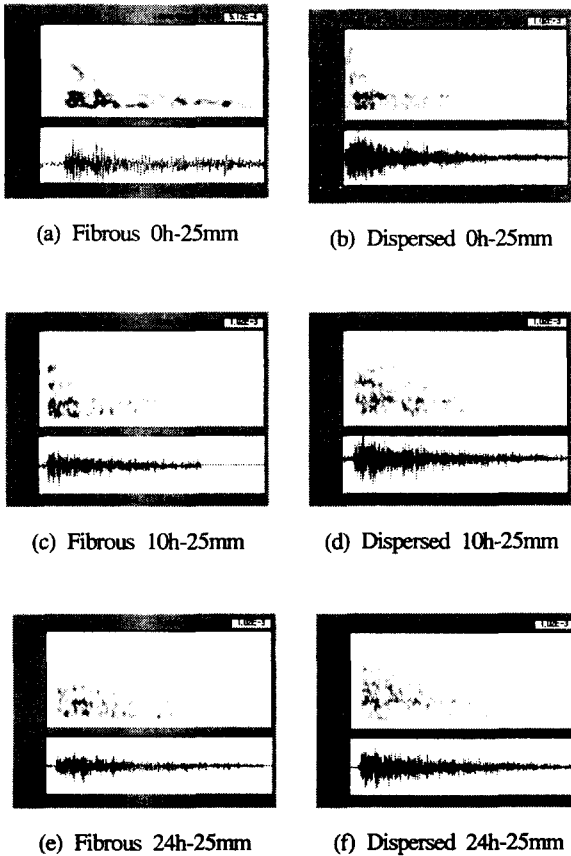 (a) Fibrous 0h-25mm
(b) Dispersed 0h-25mm
(c) Fibrous 10h-25mm
(d) Dispersed 10h-25mm
(e) Fibrous 24h-25mm
(f) Dispersed 24h-25mm